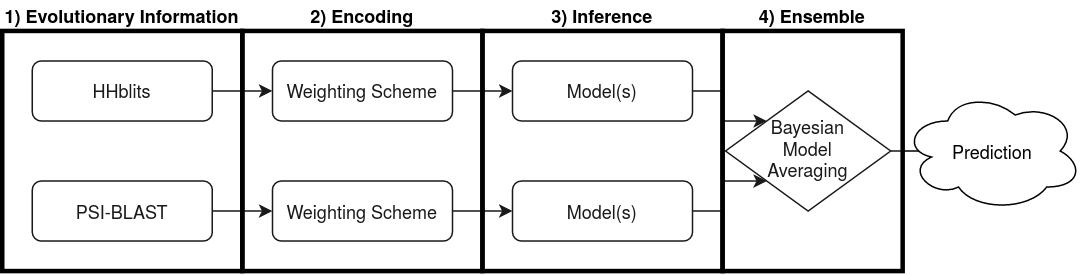 1) Evolutionary Information
2) Encoding
3) Inference
4) Ensemble
HHblits
Weighting Scheme
Model(s)
Bayesian
Model
Averaging
Prediction
PSI-BLAST
Weighting Scheme
Model(s)